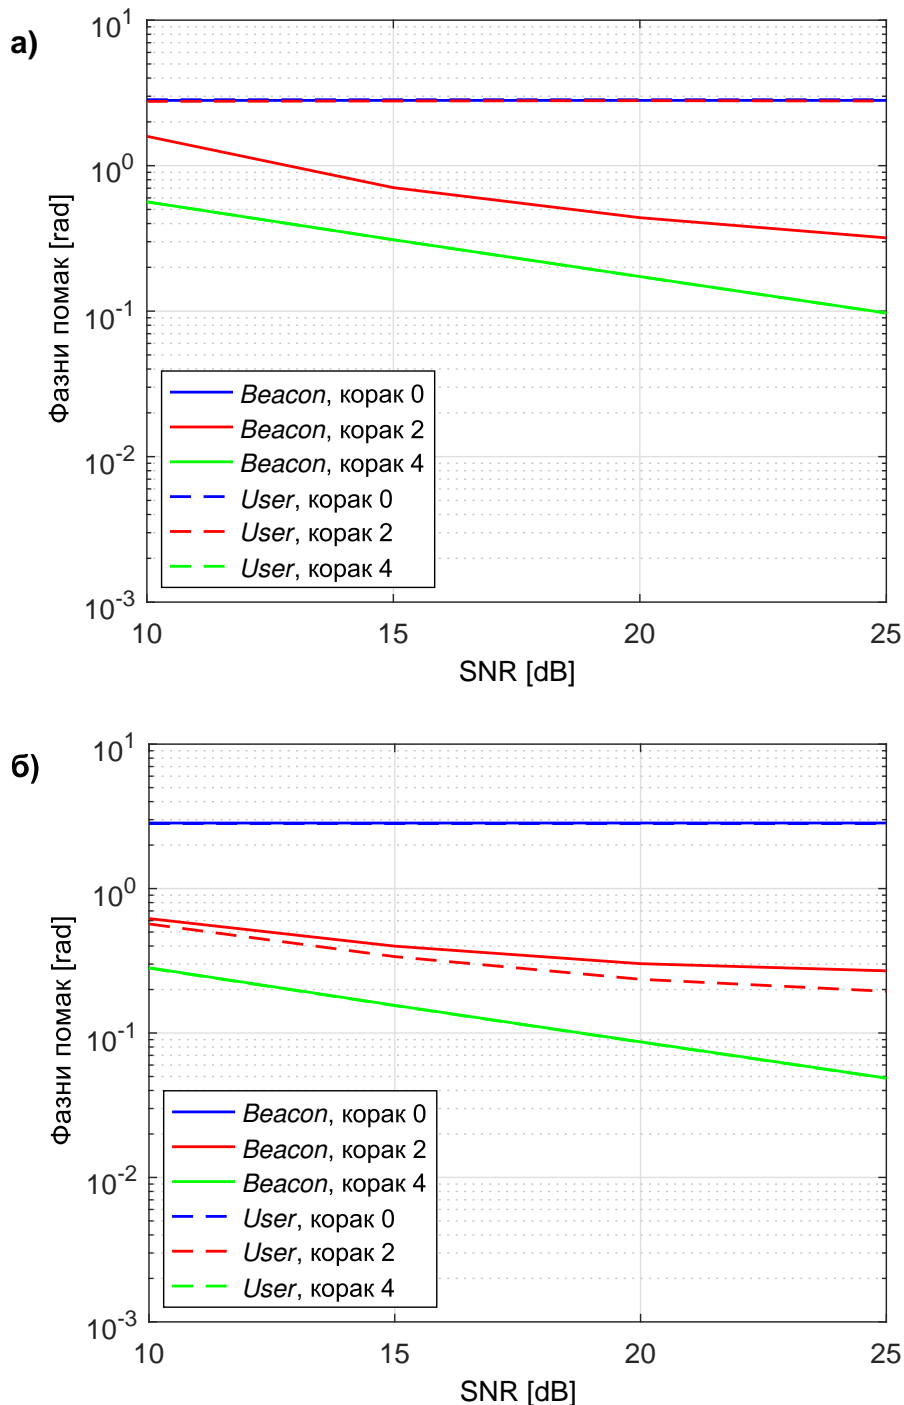 а)
10^1
10^0
10^-1
10^-2
10^-3
Фазни помак [rad]
Beacon, корак 0
Beacon, корак 2
Beacon, корак 4
User, корак 0
User, корак 2
User, корак 4
10 15 20 25
SNR [dB]
б)
10^1
10^0
10^-1
10^-2
10^-3
Фазни помак [rad]
Beacon, корак 0
Beacon, корак 2
Beacon, корак 4
User, корак 0
User, корак 2
User, корак 4
10 15 20 25
SNR [dB]